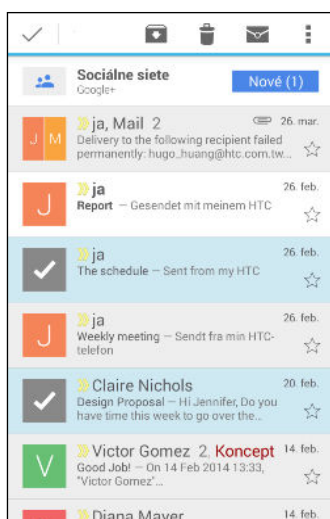 Sociálne siete
Google+
Nové (1)
J M
ja, Mail 2
26. mar.
Delivery to the following recipient failed
permanently: hugo_huang@htc.com.tw...
J
ja
26. feb.
Report – Gesendet mit meinem HTC
ja
26. feb.
The schedule – Sent from my HTC
J
ja
26. feb.
Weekly meeting – Sendt fra min HTC-
telefon
Claire Nichols
20. feb.
Design Proposal – Hi Jennifer, Do you
have time this week to go over the...
V
Victor Gomez 2, Koncept
14. feb.
Good Job! – On 14 Feb 2014 13:33,
"Victor Gomez"...
Diana Mayer
14. feb.